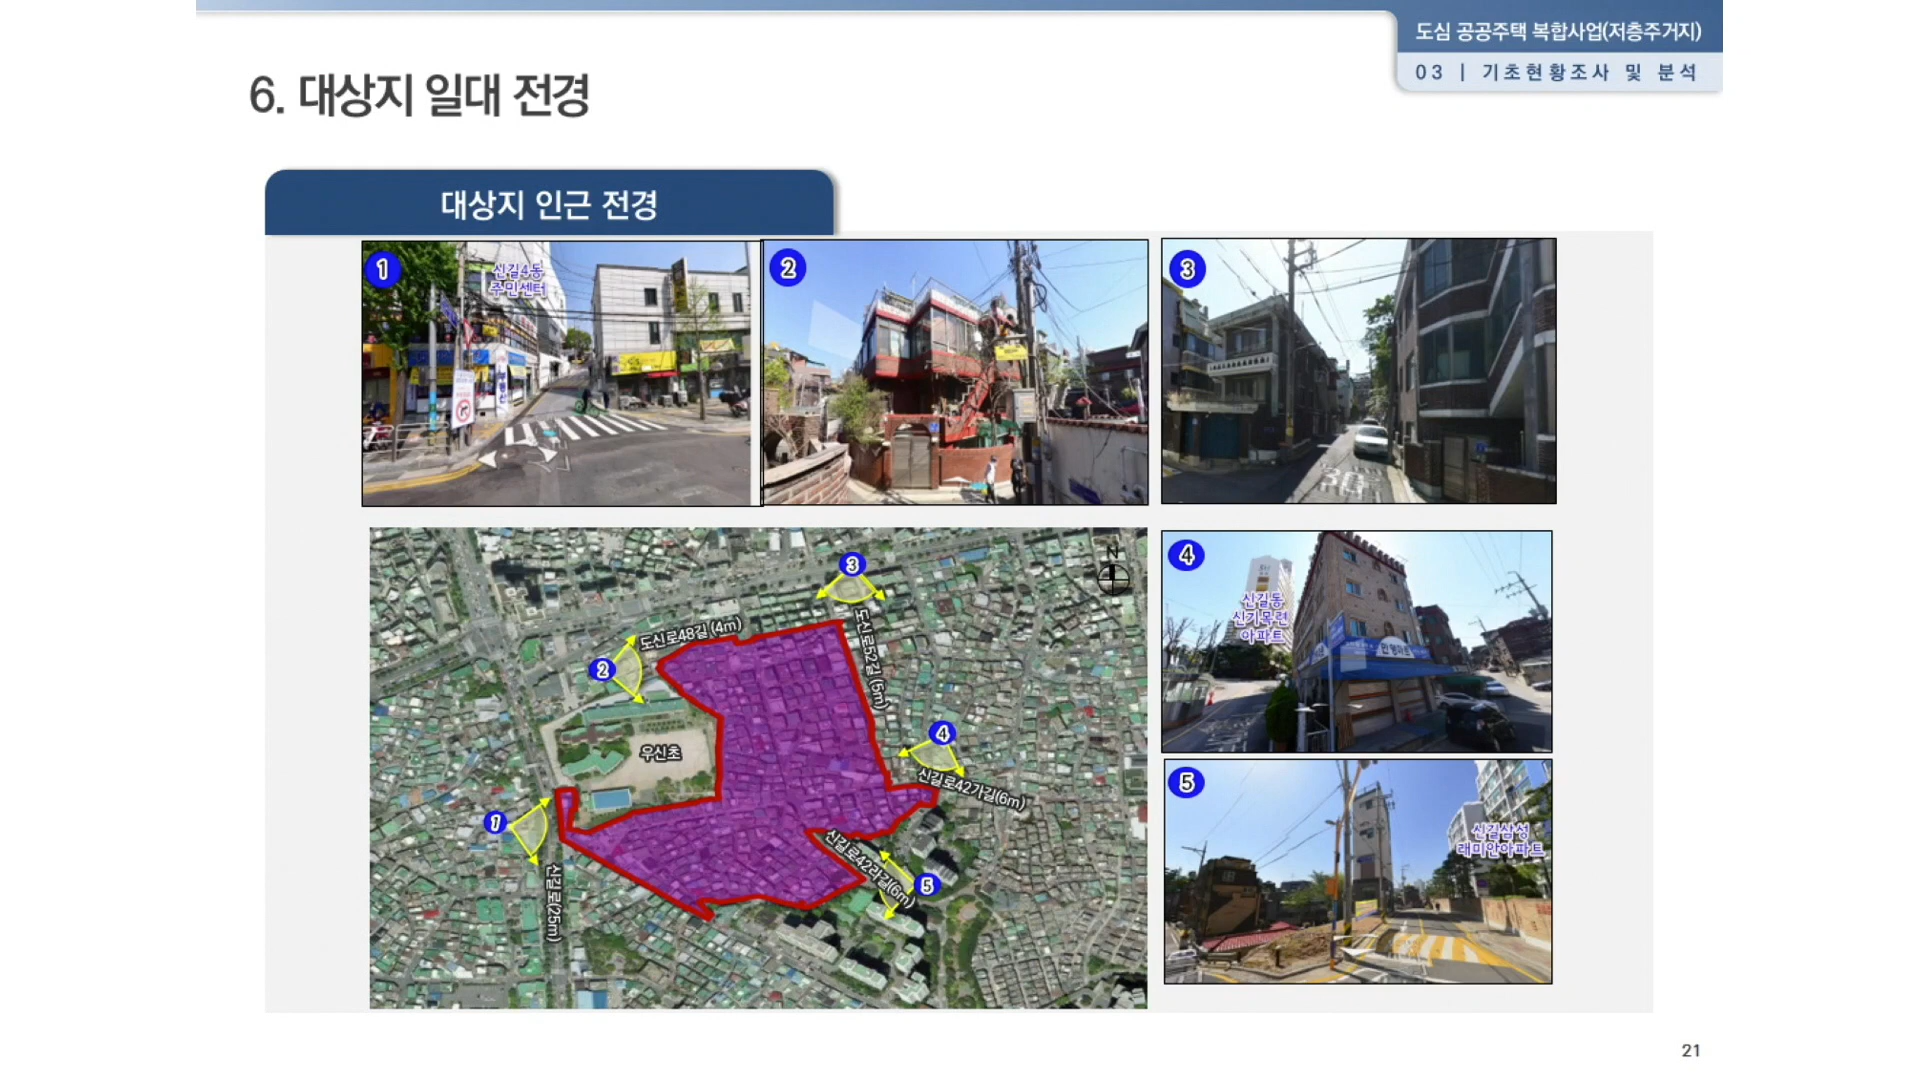 도심 공공주택 복합사업(저층주거지)
03 | 기초현황조사 및 분석
6. 대상지 일대 전경
대상지 인근 전경
1
신길4동
주민센터
2
3
30
N
3
도신로48길 (4m)
도신로52길 (5m)
2
우신초
4
신길로42가길(6m)
1
신길로42라길(6m)
5
신길로(25m)
4
신길동
신기목련
아파트
만영마트
5
신길삼성
래미안아파트
21